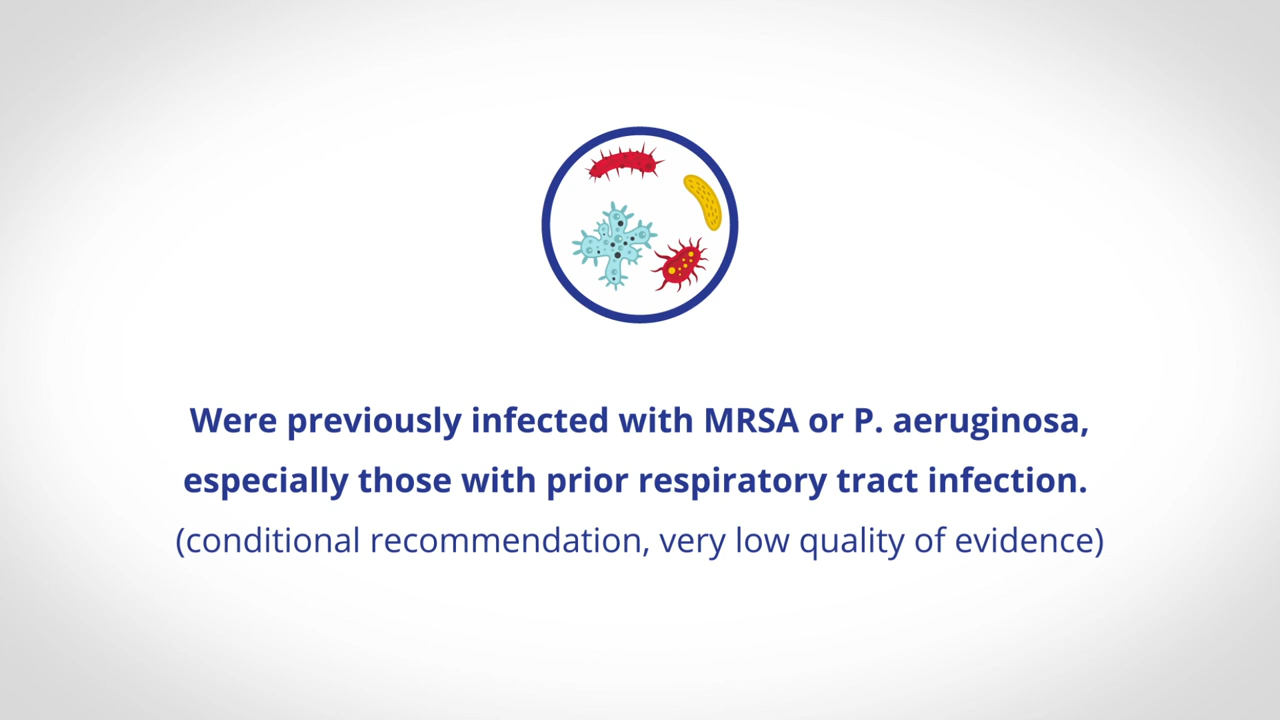 Were previously infected with MRSA or P. aeruginosa,
especially those with prior respiratory tract infection.
(conditional recommendation, very low quality of evidence)